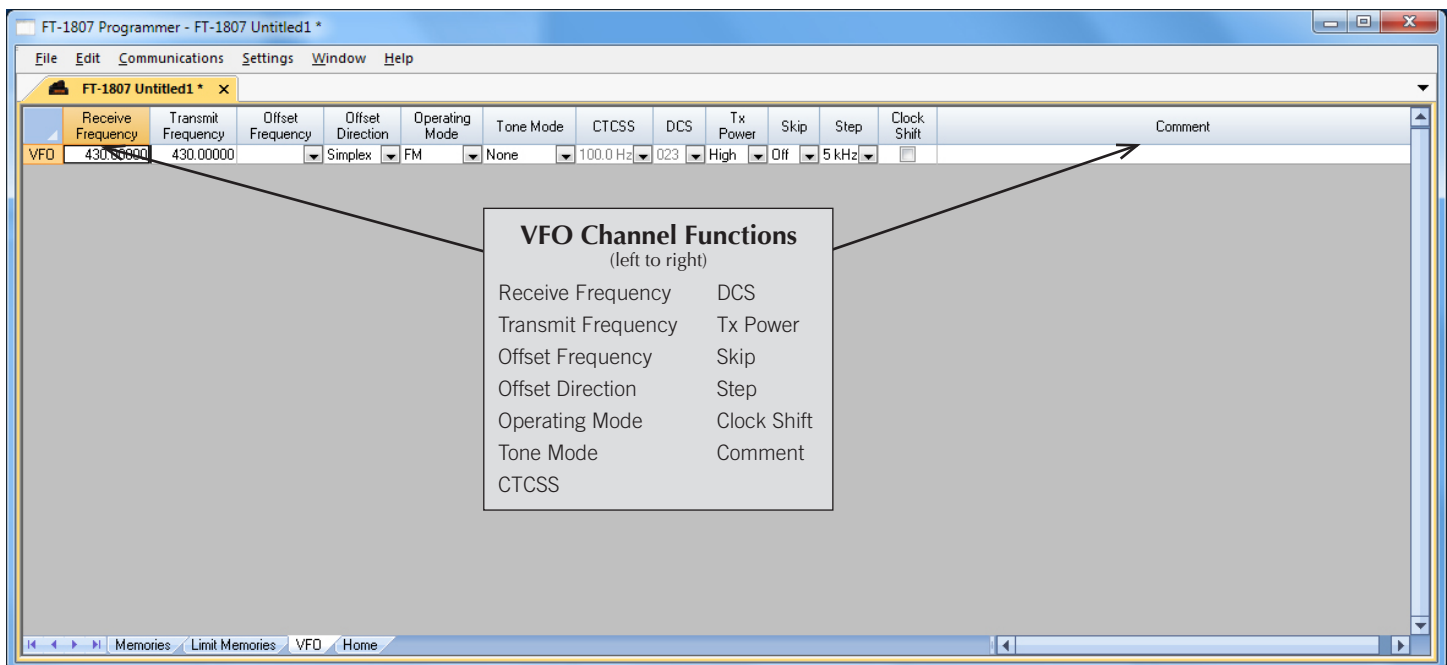 FT-1807 Programmer - FT-1807 Untitled1 *
File Edit Communications Settings Window Help
FT-1807 Untitled1 * X
Receive Frequency Transmit Frequency Offset Frequency Offset Direction Operating Mode Tone Mode CTCSS DCS Tx Power Skip Step Clock Shift Comment
VFO 430.00000 430.00000 Simplex FM None 100.0 Hz 023 High Off 5 kHz
VFO Channel Functions
(left to right)
Receive Frequency DCS
Transmit Frequency Tx Power
Offset Frequency Skip
Offset Direction Step
Operating Mode Clock Shift
Tone Mode Comment
CTCSS
Memories Limit Memories VFO Home